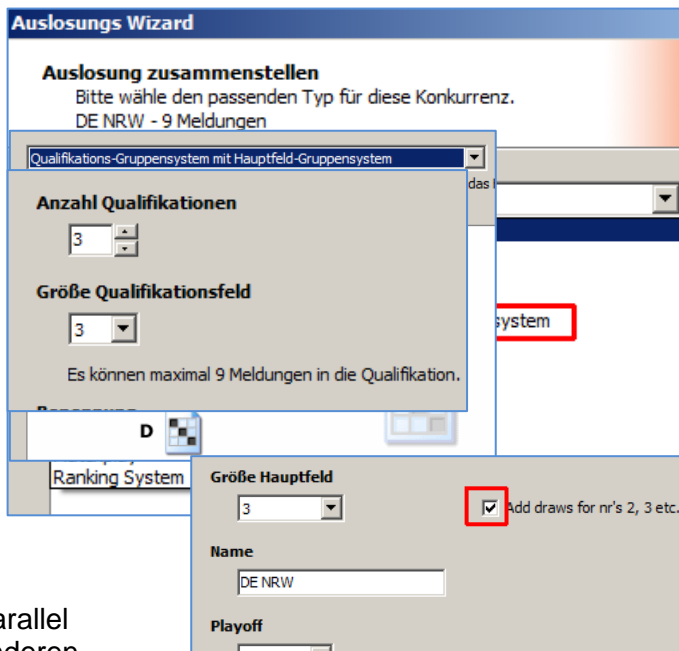 Auslosungs Wizard
Auslosung zusammenstellen
Bitte wähle den passenden Typ für diese Konkurrenz.
DE NRW - 9 Meldungen
Qualifikations-Gruppensystem mit Hauptfeld-Gruppensystem
das
Anzahl Qualifikationen
3
Größe Qualifikationsfeld
3
ystem
Es können maximal 9 Meldungen in die Qualifikation.
D
Ranking System
Größe Hauptfeld
3
Add draws for nr's 2, 3 etc.
Name
DE NRW
arallel
Playoff
deren